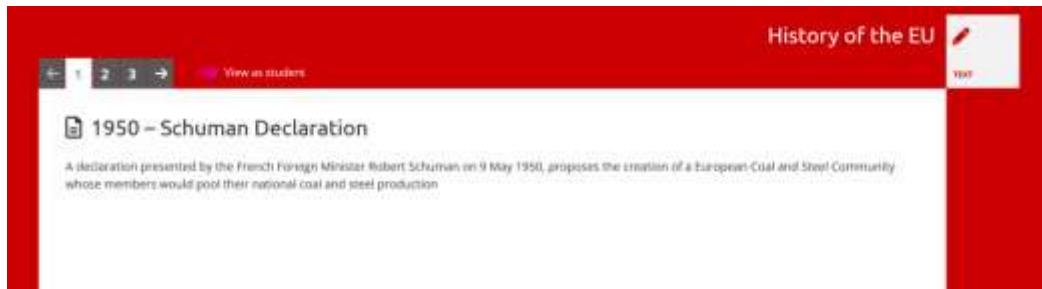 History of the EU
TEXT
← 1 2 3 → View as student
1950 – Schuman Declaration
A declaration presented by the French Foreign Minister Robert Schuman on 9 May 1950, proposes the creation of a European Coal and Steel Community
whose members would pool their national coal and steel production